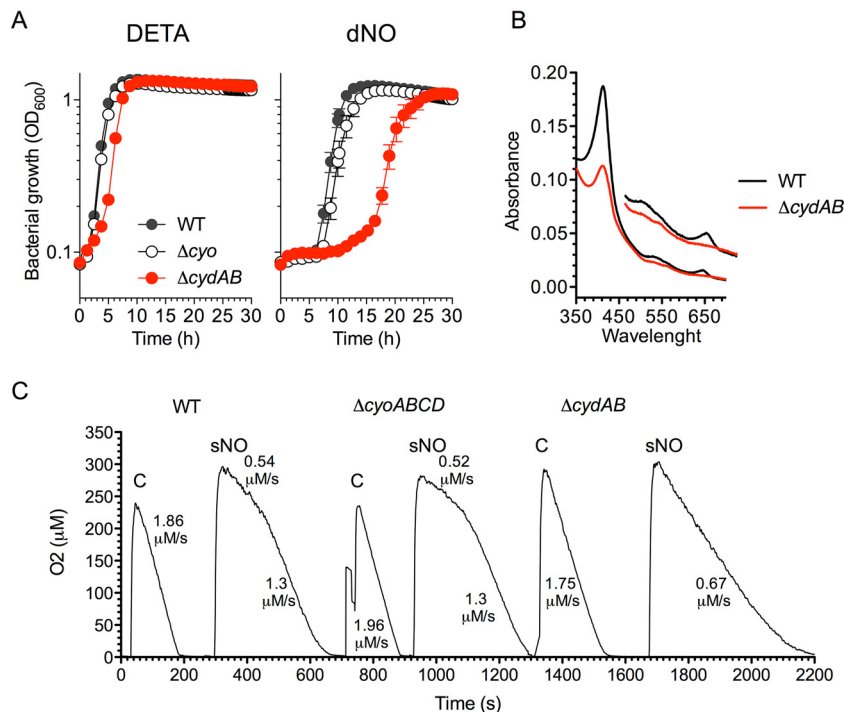 A
DETA
dNO
Bacterial growth (OD600)
1
0.1
WT
Δcyo
ΔcydAB
0 5 10 15 20 25 30
0 5 10 15 20 25 30
Time (h)
Time (h)
B
Absorbance
0.20
0.15
0.10
0.05
0.00
350 450 550 650
Wavelenght
WT
ΔcydAB
C
WT
ΔcyoABCD
ΔcydAB
O2 (μM)
350
300
250
200
150
100
50
0
C
sNO
C
sNO
C
sNO
1.86
μM/s
0.54
μM/s
1.3
μM/s
1.96
μM/s
0.52
μM/s
1.3
μM/s
1.75
μM/s
0.67
μM/s
0 200 400 600 800 1000 1200 1400 1600 1800 2000 2200
Time (s)